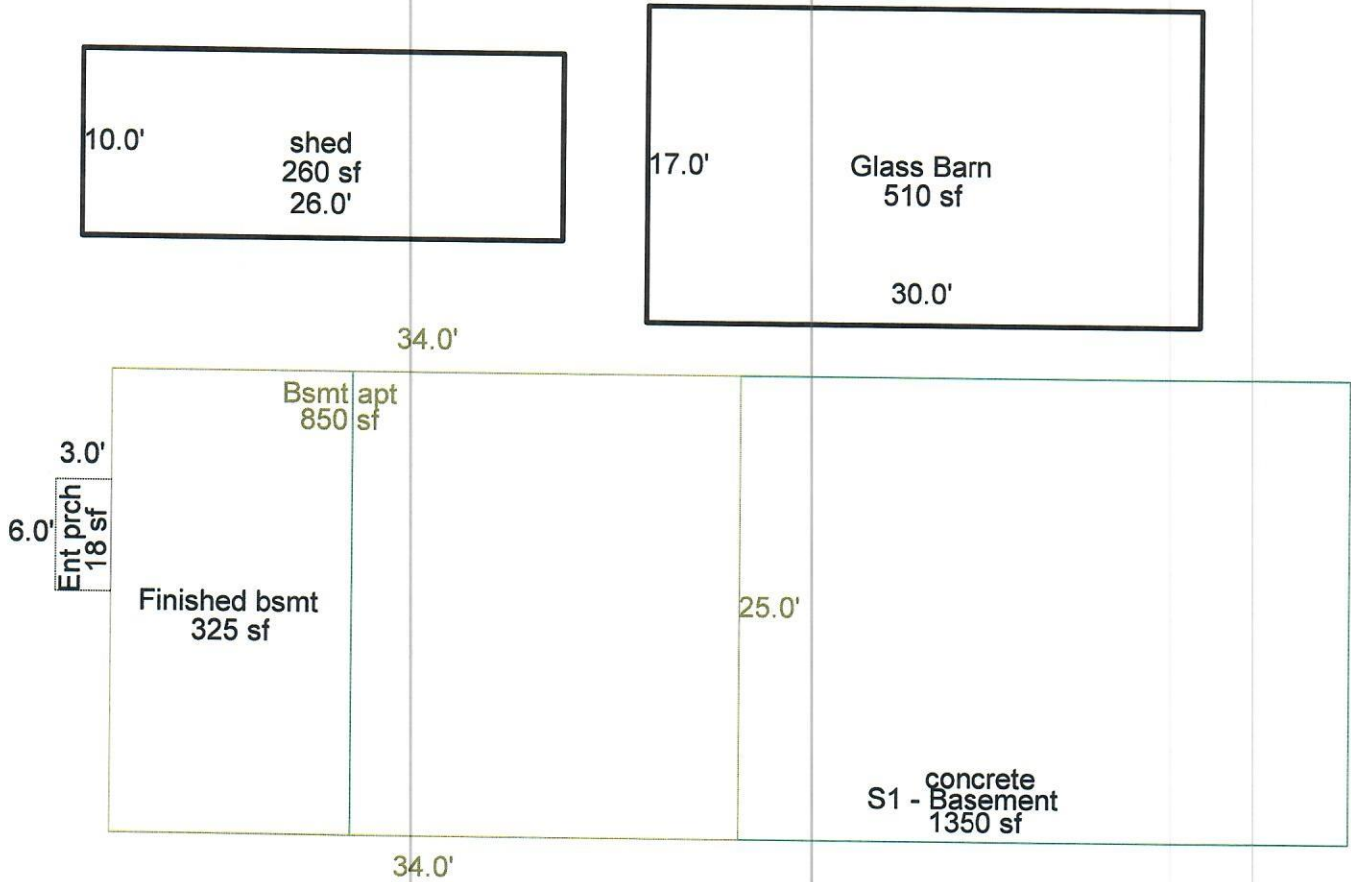 10.0'
shed
260 sf
26.0'
17.0'
Glass Barn
510 sf
30.0'
34.0'
Bsmt apt
850 sf
3.0'
6.0'
Ent prch
18 sf
Finished bsmt
325 sf
25.0'
concrete
S1 - Basement
1350 sf
34.0'